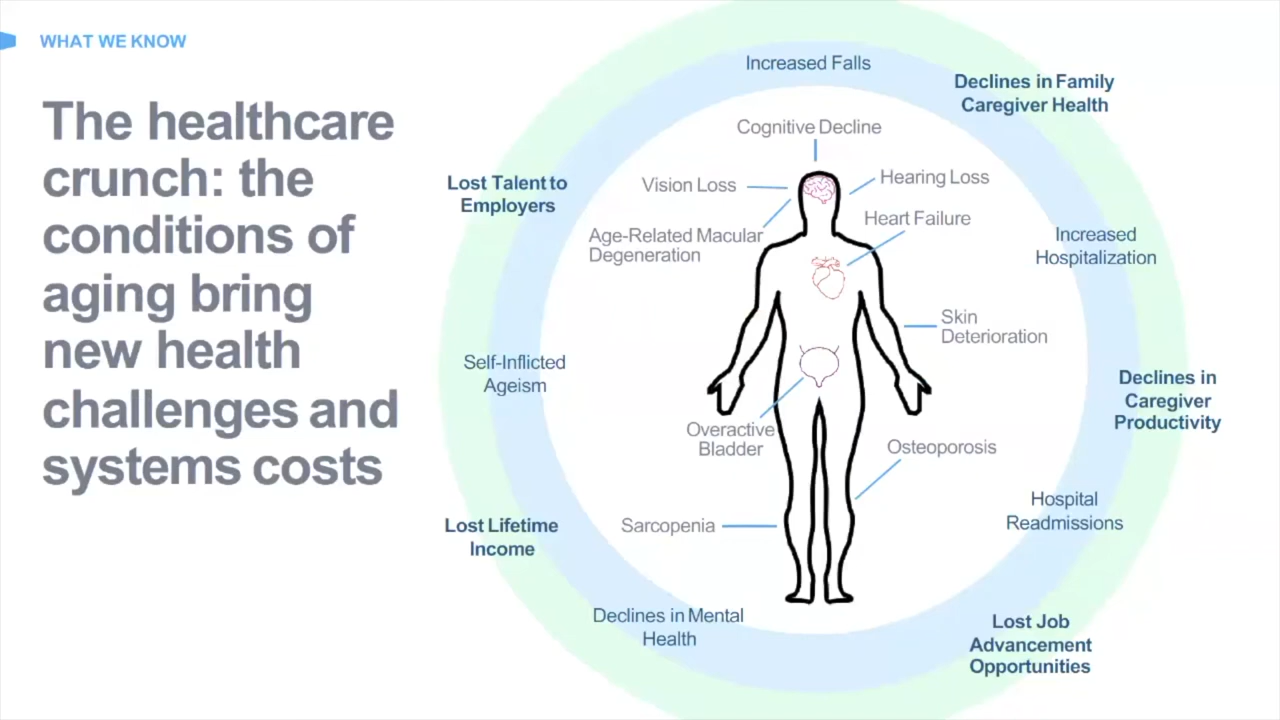 WHAT WE KNOW
The healthcare
crunch: the
conditions of
aging bring
new health
challenges and
systems costs
Increased Falls
Declines in Family
Caregiver Health
Cognitive Decline
Lost Talent to
Employers
Vision Loss
Hearing Loss
Heart Failure
Age-Related Macular
Degeneration
Increased
Hospitalization
Skin
Deterioration
Self-Inflicted
Ageism
Declines in
Caregiver
Productivity
Overactive
Bladder
Osteoporosis
Lost Lifetime
Income
Sarcopenia
Hospital
Readmissions
Declines in Mental
Health
Lost Job
Advancement
Opportunities